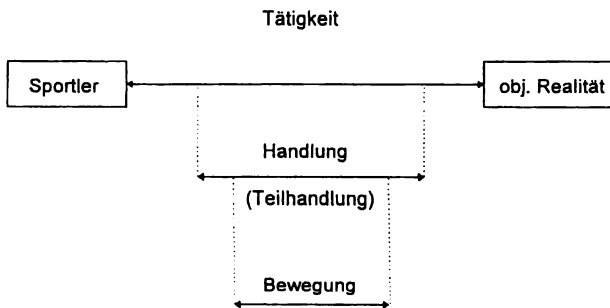 Tätigkeit
Sportler
obj. Realität
Handlung
(Teilhandlung)
Bewegung